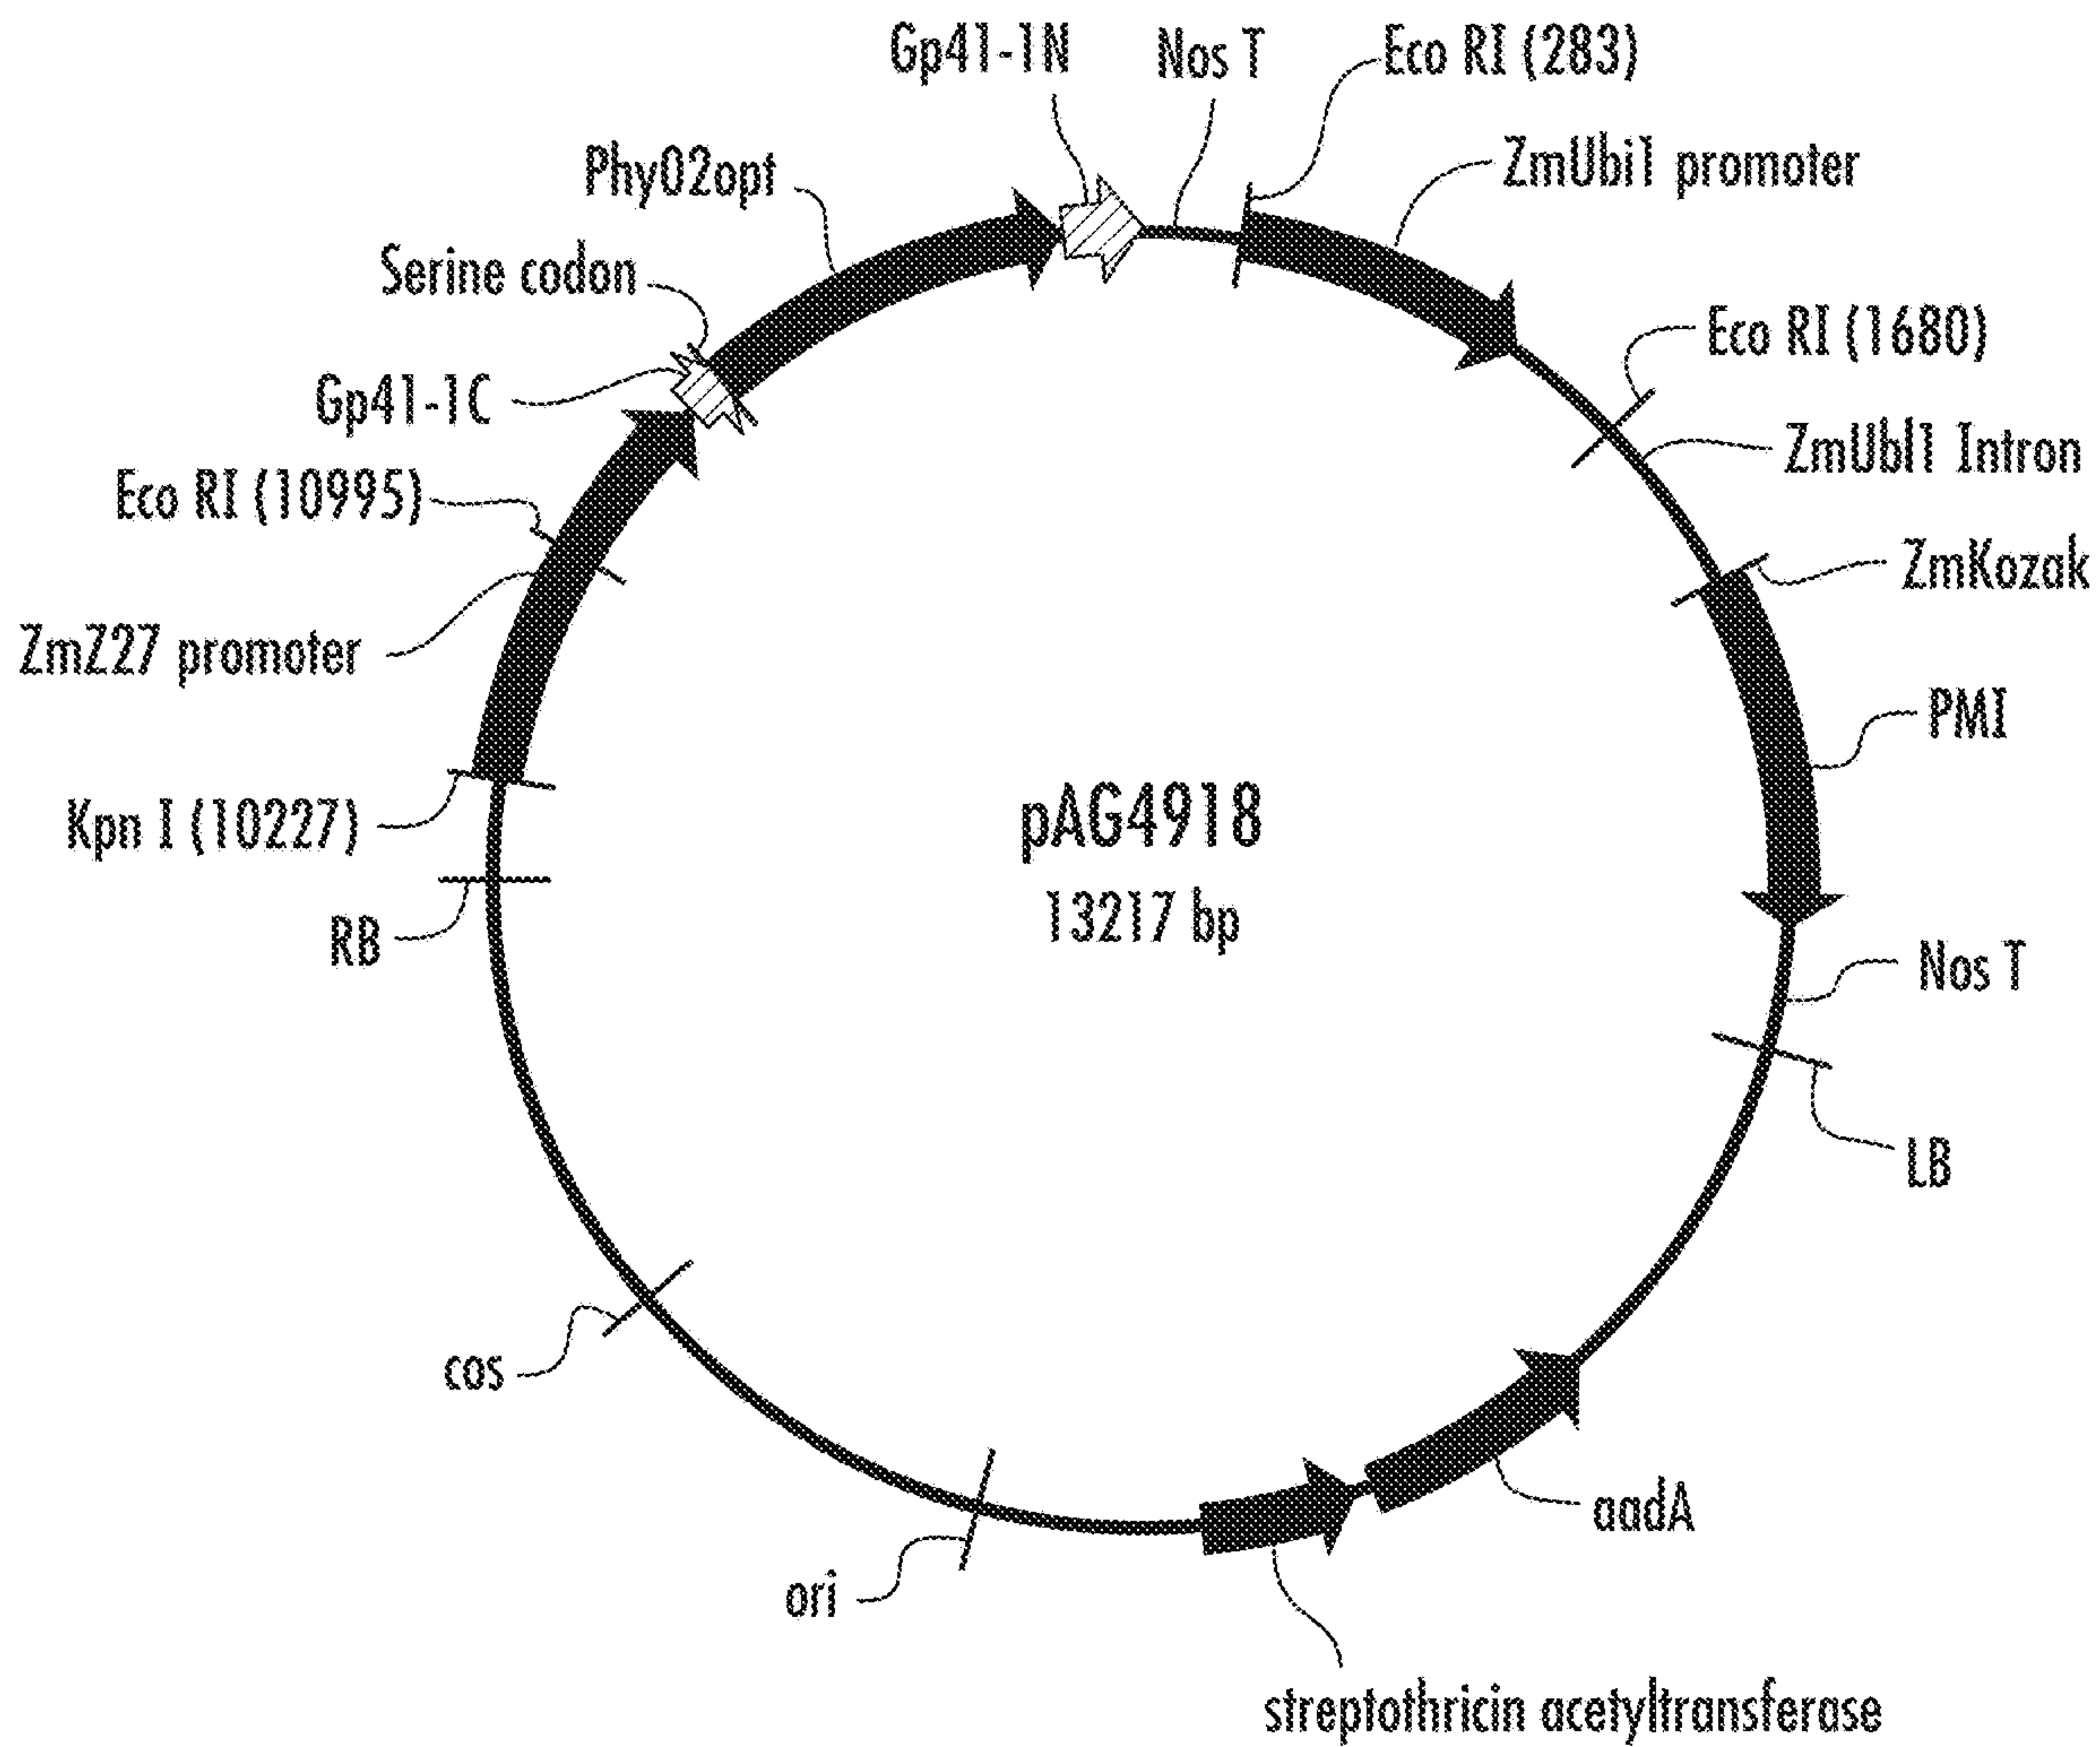 Gp41-1N
Nos T
Eco RI (283)
ZmUbi1 promoter
Eco RI (1680)
ZmUbI1 Intron
ZmKozak
PMI
Nos T
LB
aadA
streptothricin acetyltransferase
ori
cos
RB
Kpn I (10227)
ZmZ27 promoter
Eco RI (10995)
Gp41-1C
Serine codon
Phy02opt
pAG4918
13217 bp